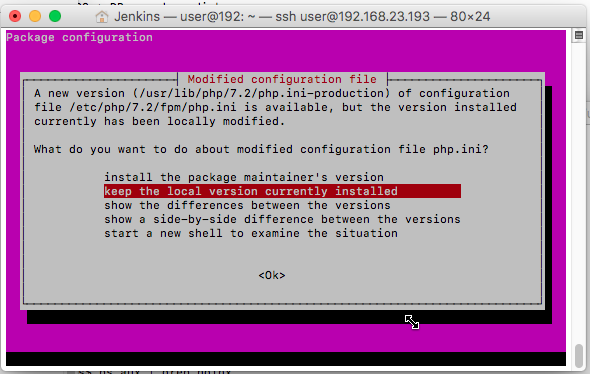 Jenkins — user@192: ~ — ssh user@192.168.23.193 — 80×24
Package configuration
Modified configuration file
A new version (/usr/lib/php/7.2/php.ini-production) of configuration
file /etc/php/7.2/fpm/php.ini is available, but the version installed
currently has been locally modified.
What do you want to do about modified configuration file php.ini?
install the package maintainer's version
keep the local version currently installed
show the differences between the versions
show a side-by-side difference between the versions
start a new shell to examine the situation
<Ok>